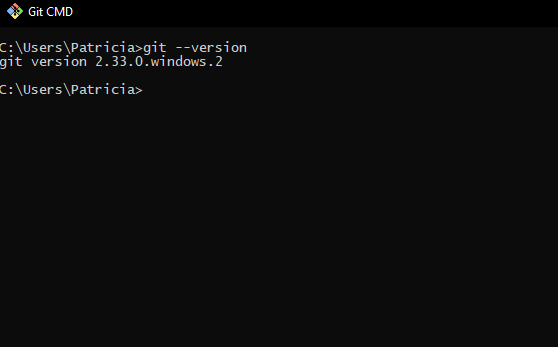 Git CMD
C:\Users\Patricia>git --version
git version 2.33.0.windows.2
C:\Users\Patricia>